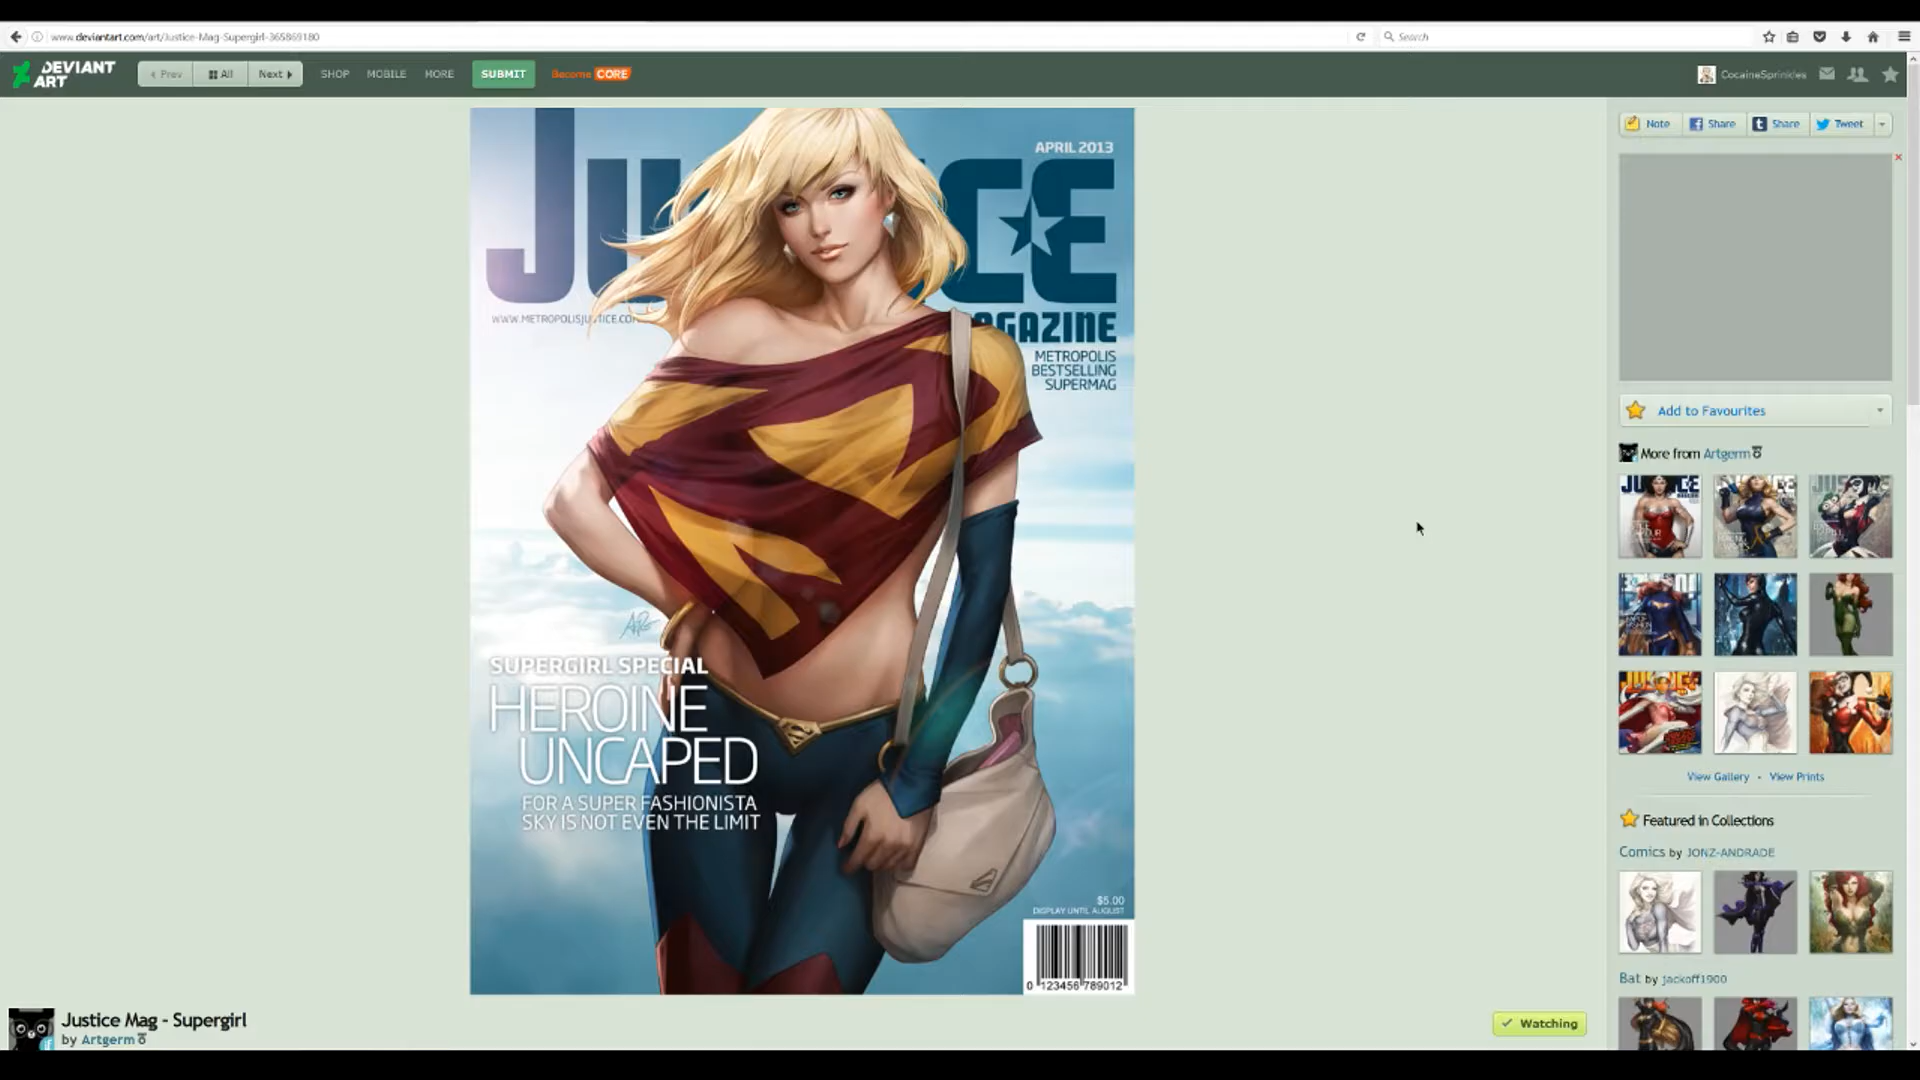 www.deviantart.com/art/Justice-Mag-Supergirl-365869180
Search
DEVIANT
ART
Prev
All
Next
SHOP
MOBILE
MORE
SUBMIT
Become CORE
CocaineSprinkles
Note
Share
Share
Tweet
APRIL 2013
JUSTICE
WWW.METROPOLISJUSTICE.COM
MAGAZINE
METROPOLIS
BESTSELLING
SUPERMAG
SUPERGIRL SPECIAL
HEROINE
UNCAPED
FOR A SUPER FASHIONISTA
SKY IS NOT EVEN THE LIMIT
$5.00
DISPLAY UNTIL AUGUST
0 123456 789012
Add to Favourites
More from Artgerm
View Gallery • View Prints
Featured in Collections
Comics by JONZ-ANDRADE
Bat by jackoff1900
Justice Mag - Supergirl
by Artgerm
Watching